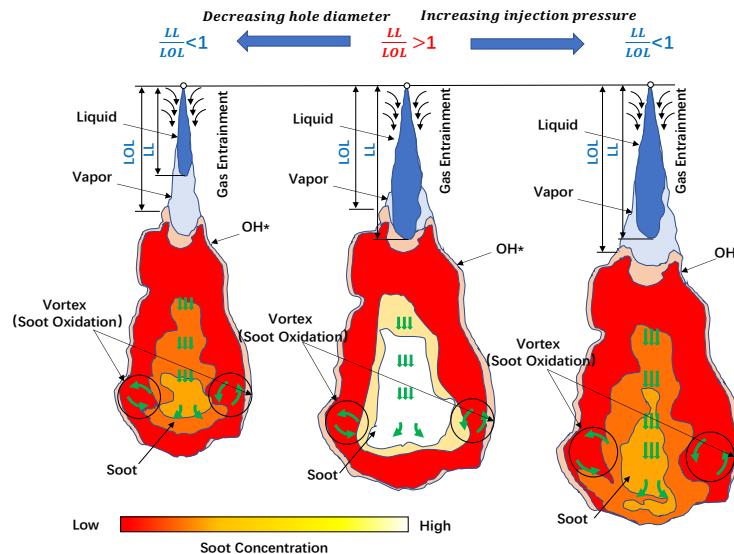 Decreasing hole diameter
Increasing injection pressure
LL/LOL<1
LL/LOL>1
LL/LOL<1
Liquid
LOL
LL
Gas Entrainment
Vapor
OH*
Vortex
(Soot Oxidation)
Soot
Liquid
LOL
LL
Gas Entrainment
Vapor
OH*
Vortex
(Soot Oxidation)
Soot
Liquid
LOL
LL
Gas Entrainment
Vapor
OH
Vortex
(Soot Oxidation)
Soot
Low
High
Soot Concentration